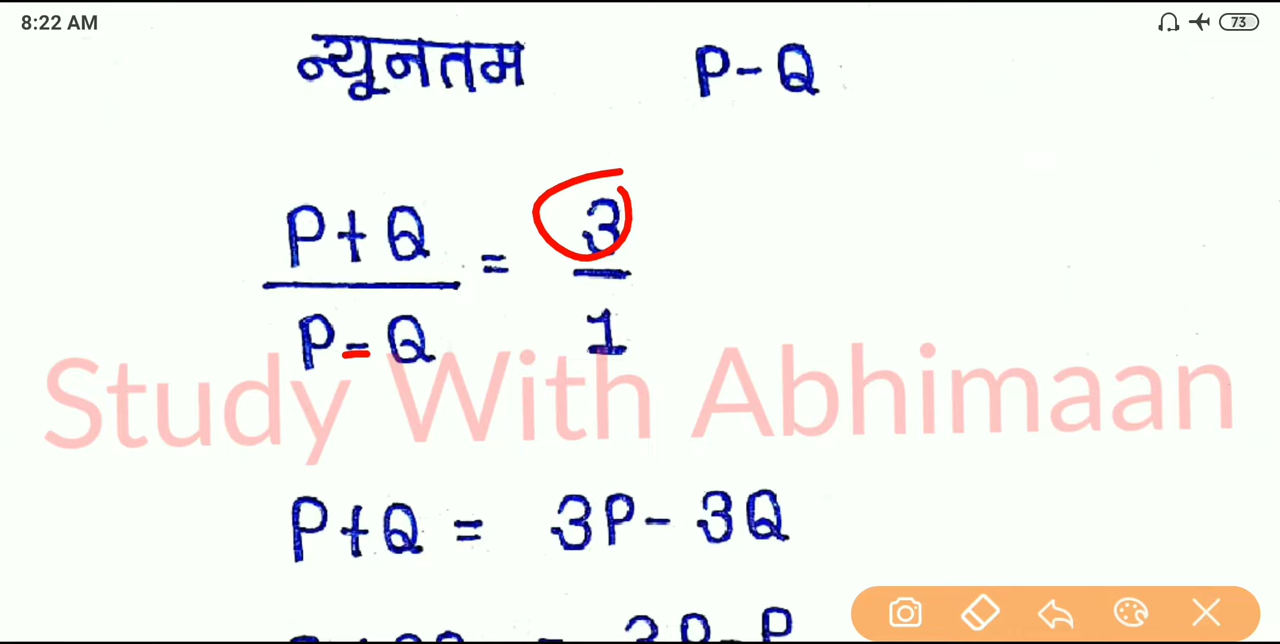 8:22 AM 73
न्यूनतम P-Q
P+Q = 3
P-Q 1
Study With Abhimaan
P+Q = 3P-3Q